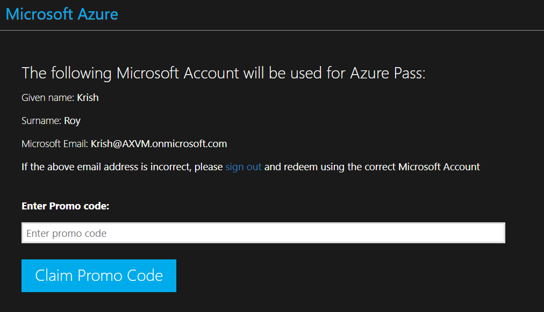 Microsoft Azure
The following Microsoft Account will be used for Azure Pass:
Given name: Krish
Surname: Roy
Microsoft Email: Krish@AXVM.onmicrosoft.com
If the above email address is incorrect, please sign out and redeem using the correct Microsoft Account
Enter Promo code:
Enter promo code
Claim Promo Code